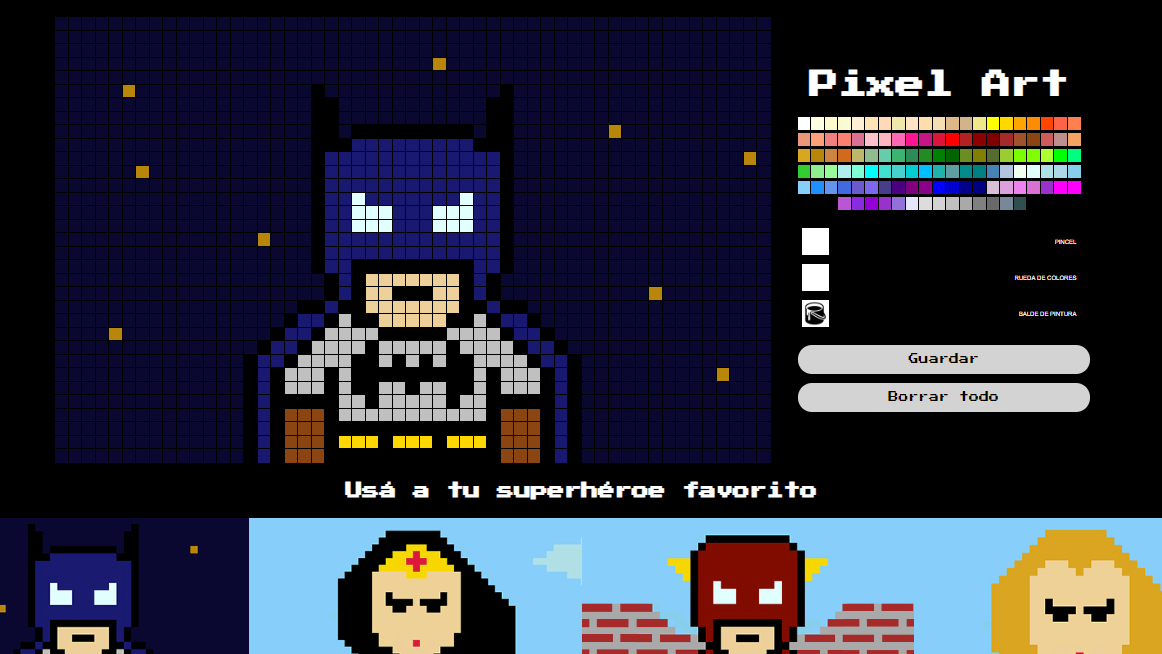 Pixel Art
PINCEL
RUEDA DE COLORES
BALDE DE PINTURA
Guardar
Borrar todo
Usá a tu superhéroe favorito